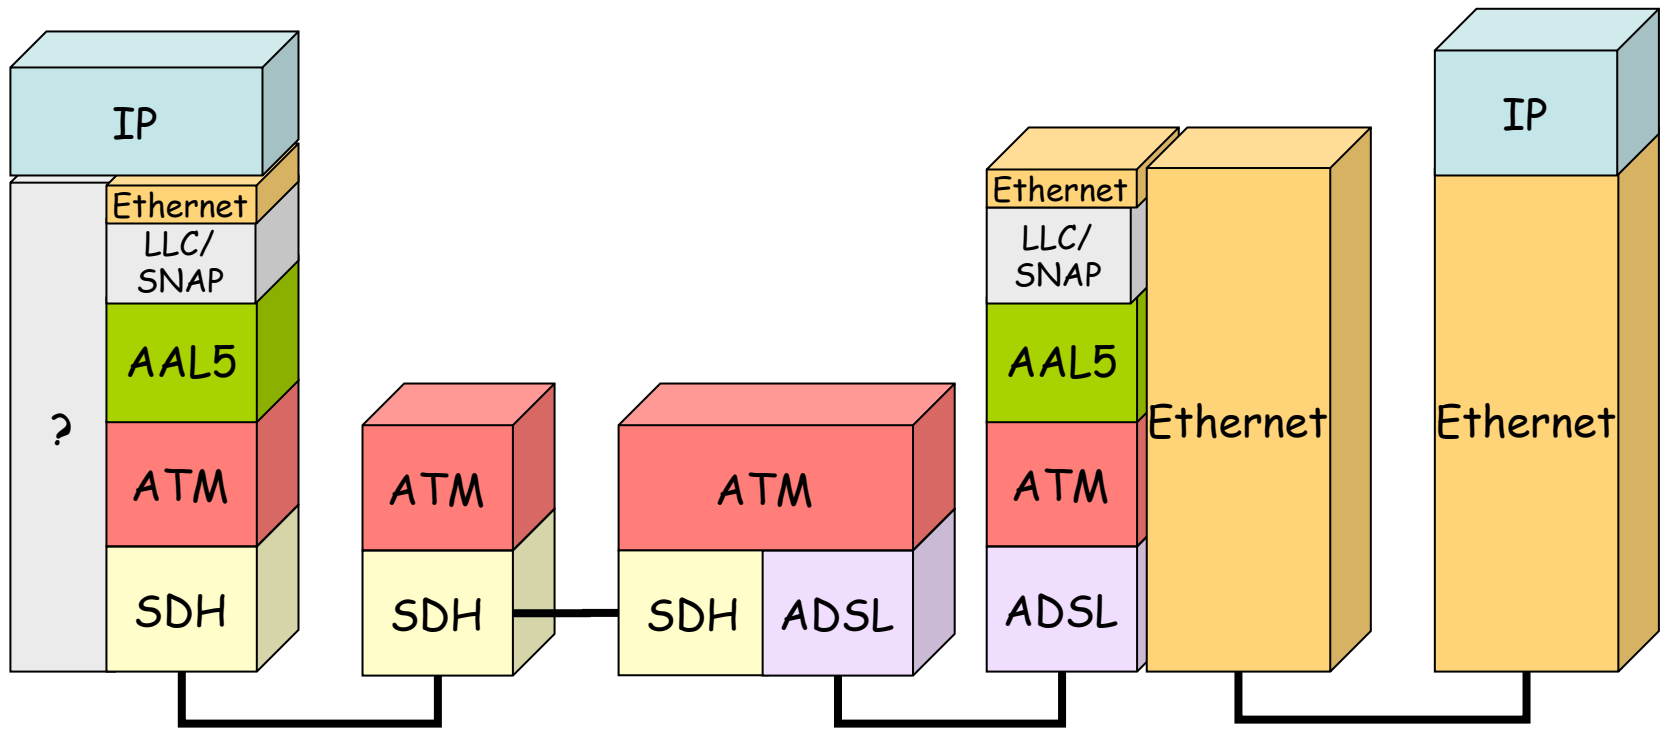 IP
?
Ethernet
LLC/
SNAP
AAL5
ATM
SDH
ATM
SDH
ATM
SDH
ADSL
Ethernet
LLC/
SNAP
AAL5
ATM
ADSL
Ethernet
IP
Ethernet